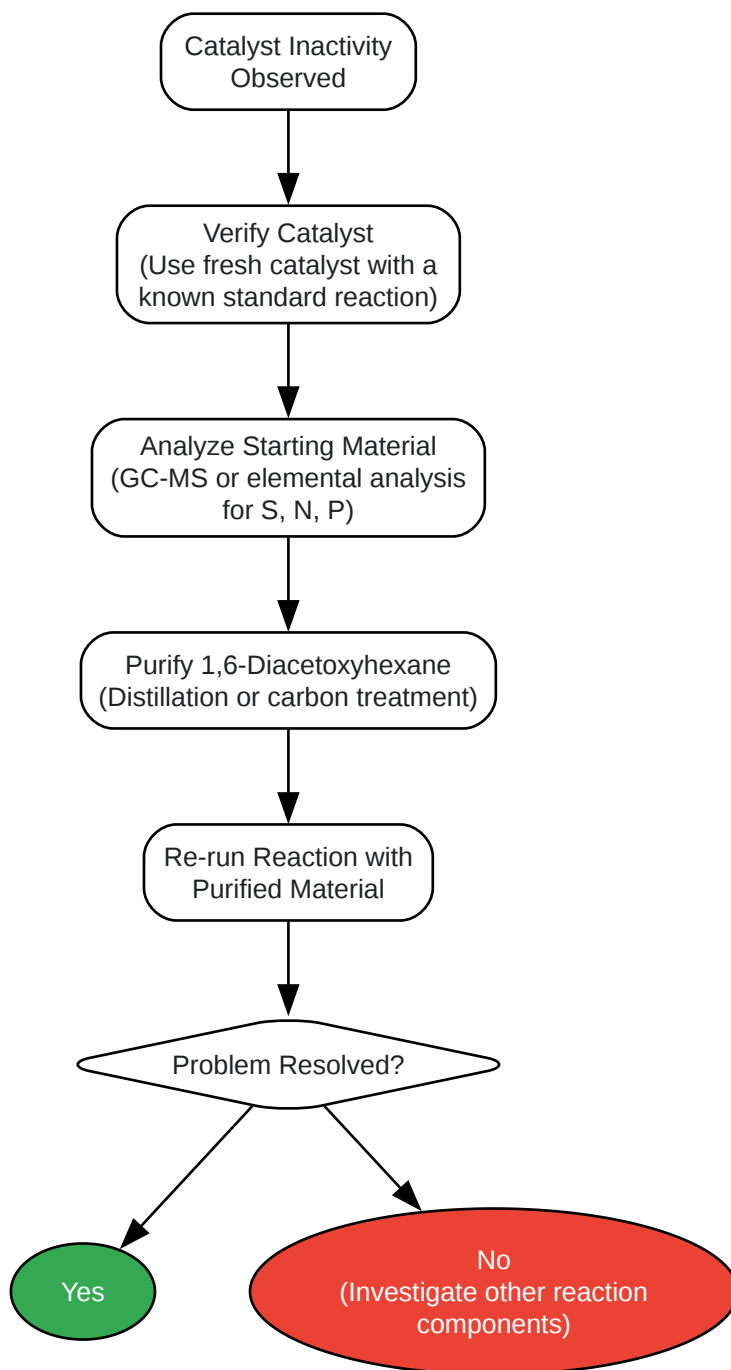 Catalyst Inactivity
Observed
Verify Catalyst
(Use fresh catalyst with a
known standard reaction)
Analyze Starting Material
(GC-MS or elemental analysis
for S, N, P)
Purify 1,6-Diacetoxyhexane
(Distillation or carbon treatment)
Re-run Reaction with
Purified Material
Problem Resolved?
Yes
No
(Investigate other reaction
components)